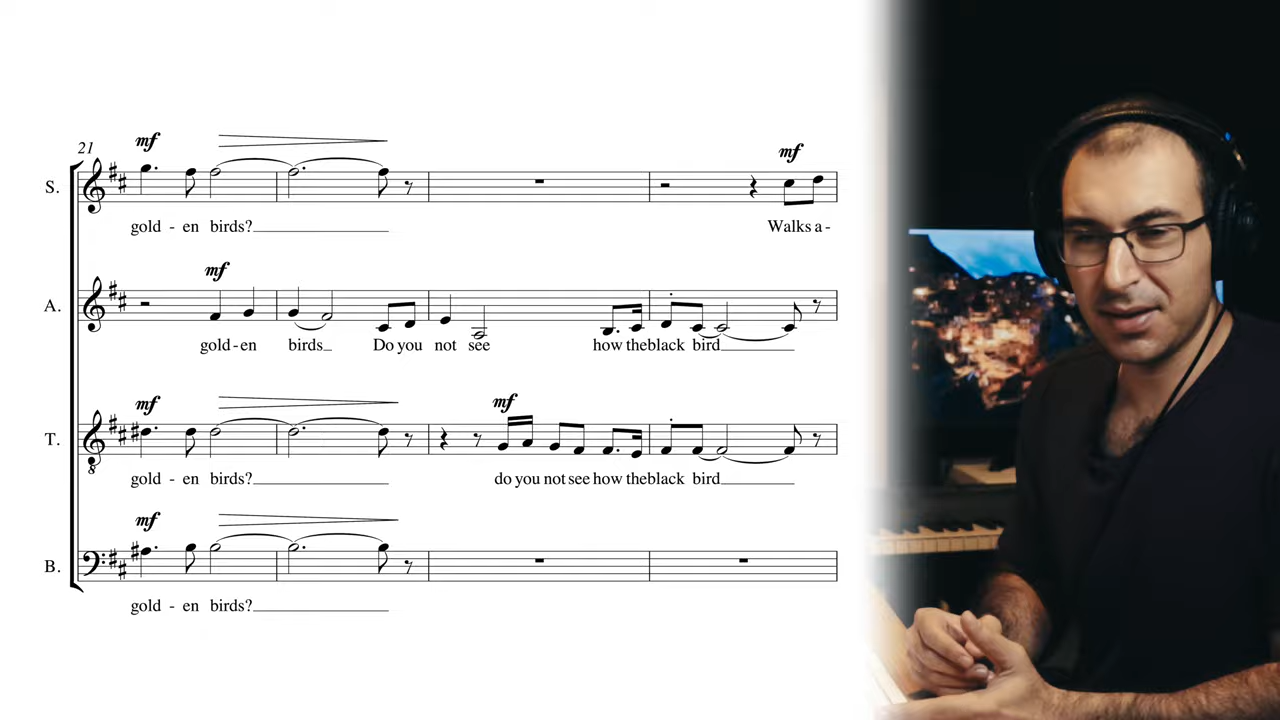 mf
21
mf
S.
gold - en birds?
Walks a -
mf
A.
gold - en birds Do you not see how the black bird
mf
mf
T.
8
gold - en birds?
do you not see how the black bird
mf
B.
gold - en birds?